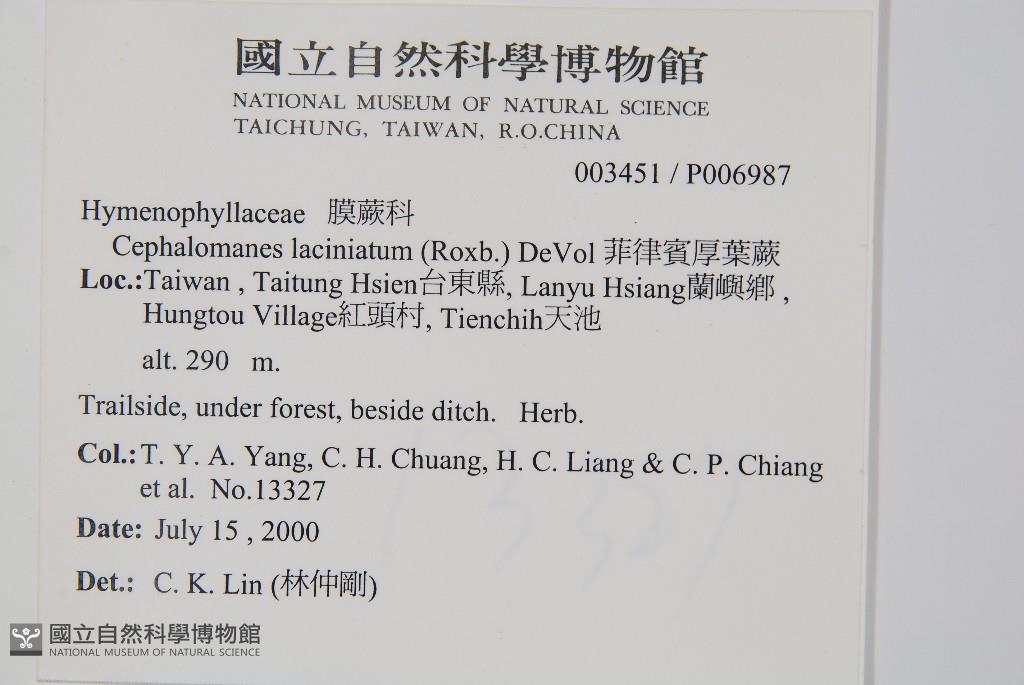 國立自然科學博物館
NATIONAL MUSEUM OF NATURAL SCIENCE
TAICHUNG, TAIWAN, R.O.CHINA
003451 / P006987
Hymenophyllaceae 膜蕨科
Cephalomanes laciniatum (Roxb.) DeVol 菲律賓厚葉蕨
Loc.:Taiwan , Taitung Hsien台東縣, Lanyu Hsiang蘭嶼鄉 ,
Hungtou Village紅頭村, Tienchih天池
alt. 290 m.
Trailside, under forest, beside ditch. Herb.
Col.:T. Y. A. Yang, C. H. Chuang, H. C. Liang & C. P. Chiang
et al. No.13327
Date: July 15 , 2000
Det.: C. K. Lin (林仲剛)
國立自然科學博物館
NATIONAL MUSEUM OF NATURAL SCIENCE